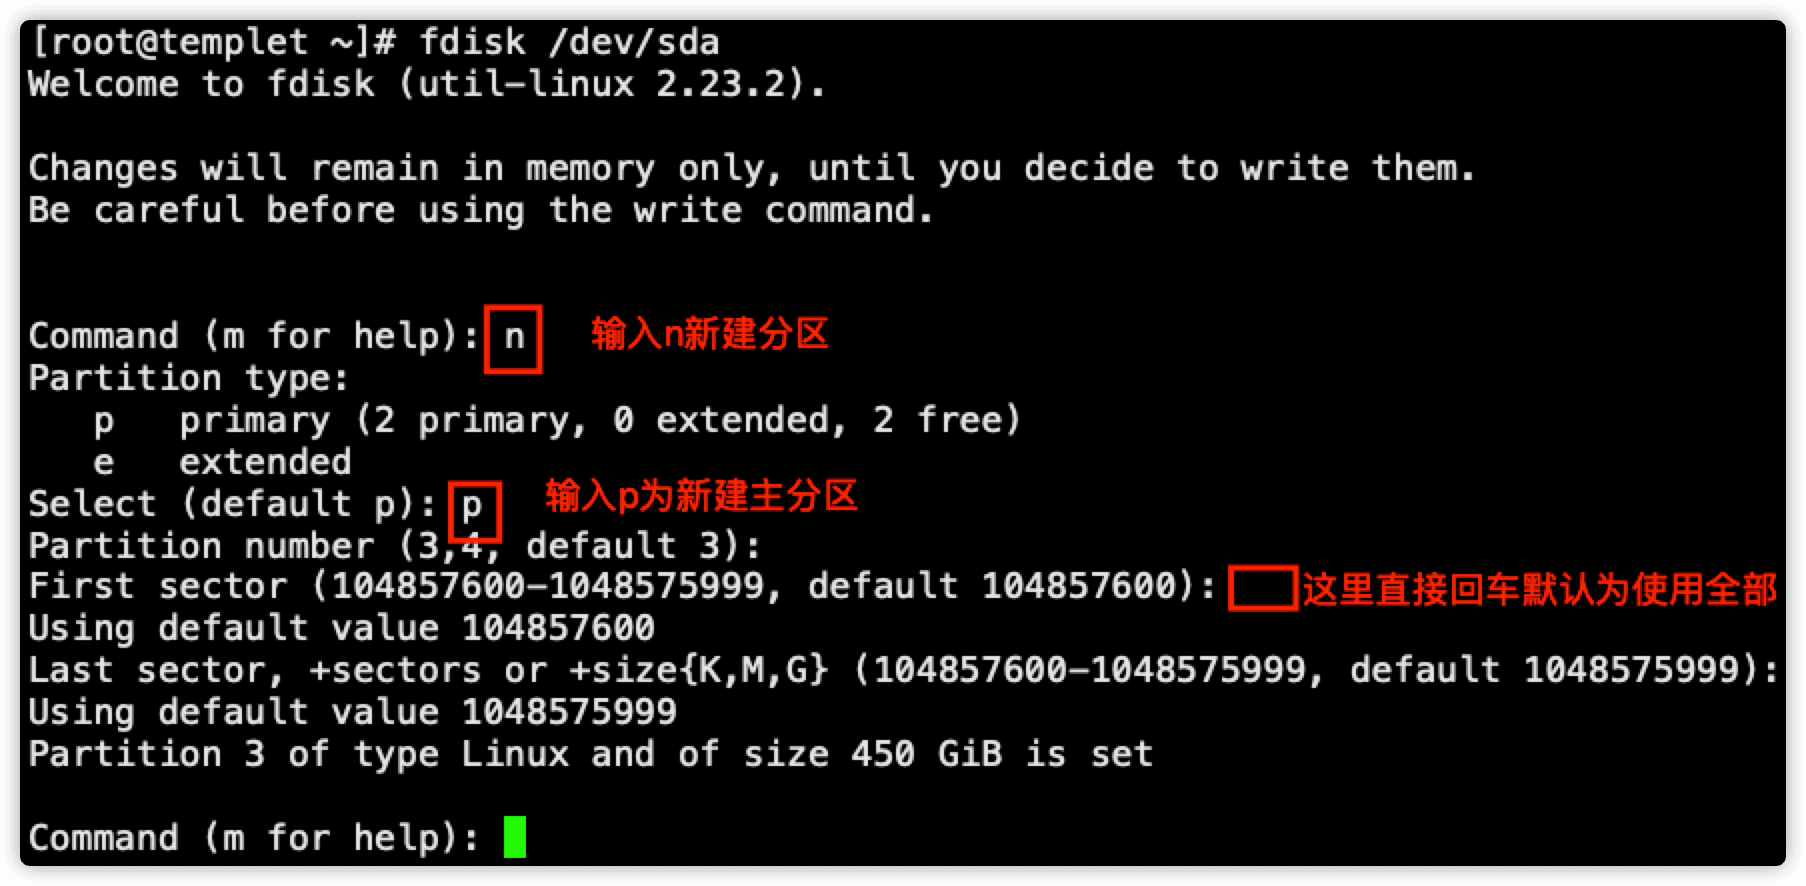 [root@templet ~]# fdisk /dev/sda
Welcome to fdisk (util-linux 2.23.2).
Changes will remain in memory only, until you decide to write them.
Be careful before using the write command.
Command (m for help): n 输入n新建分区
Partition type:
   p   primary (2 primary, 0 extended, 2 free)
   e   extended
Select (default p): p 输入p为新建主分区
Partition number (3,4, default 3):
First sector (104857600-1048575999, default 104857600): 这里直接回车默认为使用全部
Using default value 104857600
Last sector, +sectors or +size{K,M,G} (104857600-1048575999, default 1048575999):
Using default value 1048575999
Partition 3 of type Linux and of size 450 GiB is set
Command (m for help):